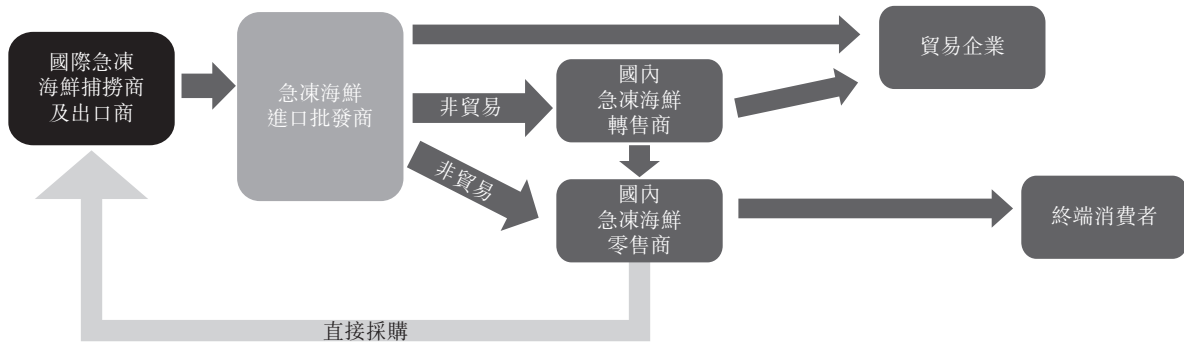 國際急凍
海鮮捕撈商
及出口商
急凍海鮮
進口批發商
非貿易
非貿易
國內
急凍海鮮
轉售商
國內
急凍海鮮
零售商
貿易企業
終端消費者
直接採購